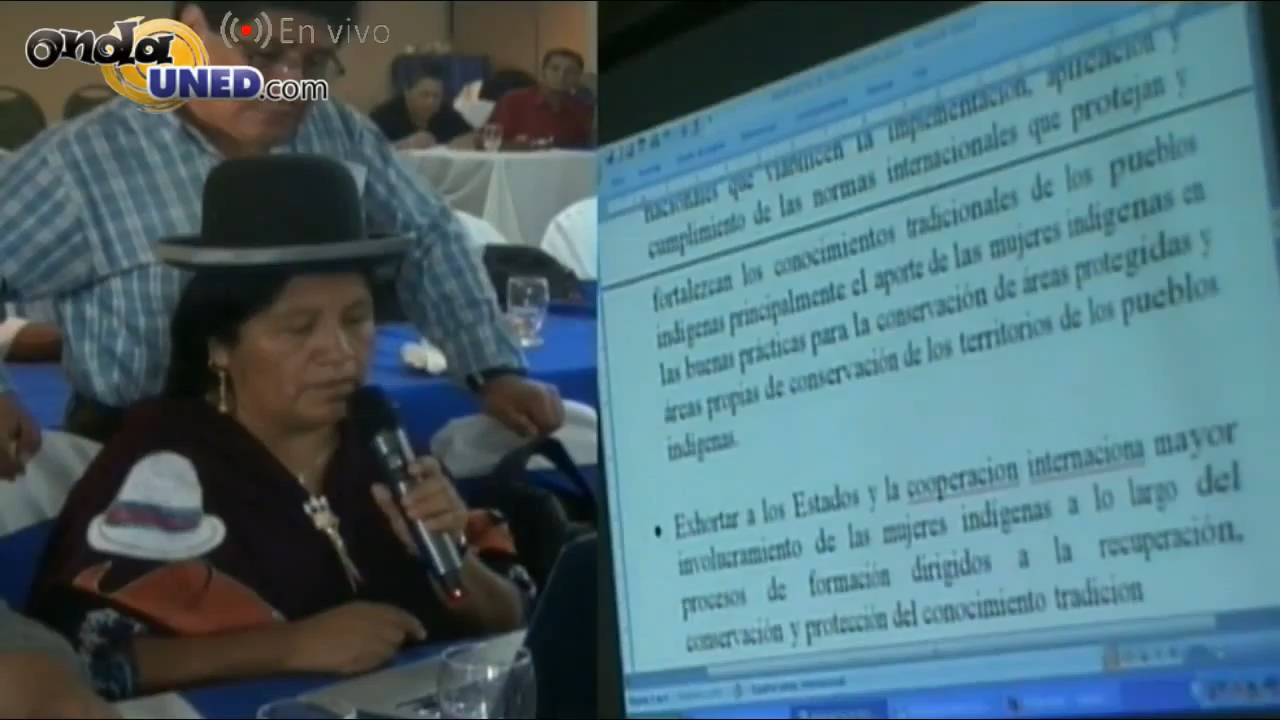 onda
UNED.com
En vivo
nacionales que viabilicen la implementación, aplicación y
cumplimiento de las normas internacionales que protejan y
fortalezcan los conocimientos tradicionales de los pueblos
indígenas principalmente el aporte de las mujeres indígenas en
las buenas prácticas para la conservación de áreas protegidas y
áreas propias de conservación de los territorios de los pueblos
indígenas.
• Exhortar a los Estados y la cooperacion internaciona mayor
involucramiento de las mujeres indígenas a lo largo del
procesos de formación dirigidos a la recuperación,
conservación y protección del conocimiento tradicion